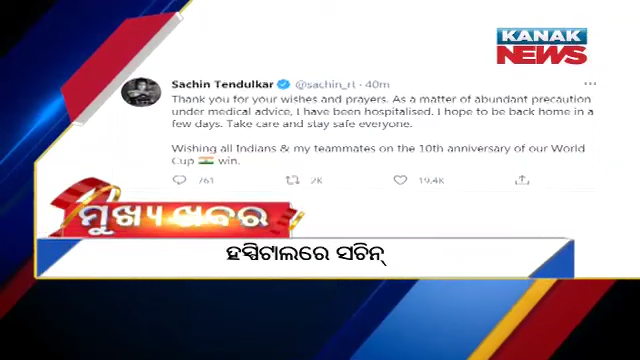 KANAK
NEWS
Sachin Tendulkar @sachin_rt · 40m
Thank you for your wishes and prayers. As a matter of abundant precaution
under medical advice, I have been hospitalised. I hope to be back home in a
few days. Take care and stay safe everyone.
Wishing all Indians & my teammates on the 10th anniversary of our World
Cup 🇮🇳 win.
761 2K 19.4K
ମୁଖ୍ୟ ଖବର
ହସ୍ପିଟାଲରେ ସଚିନ୍